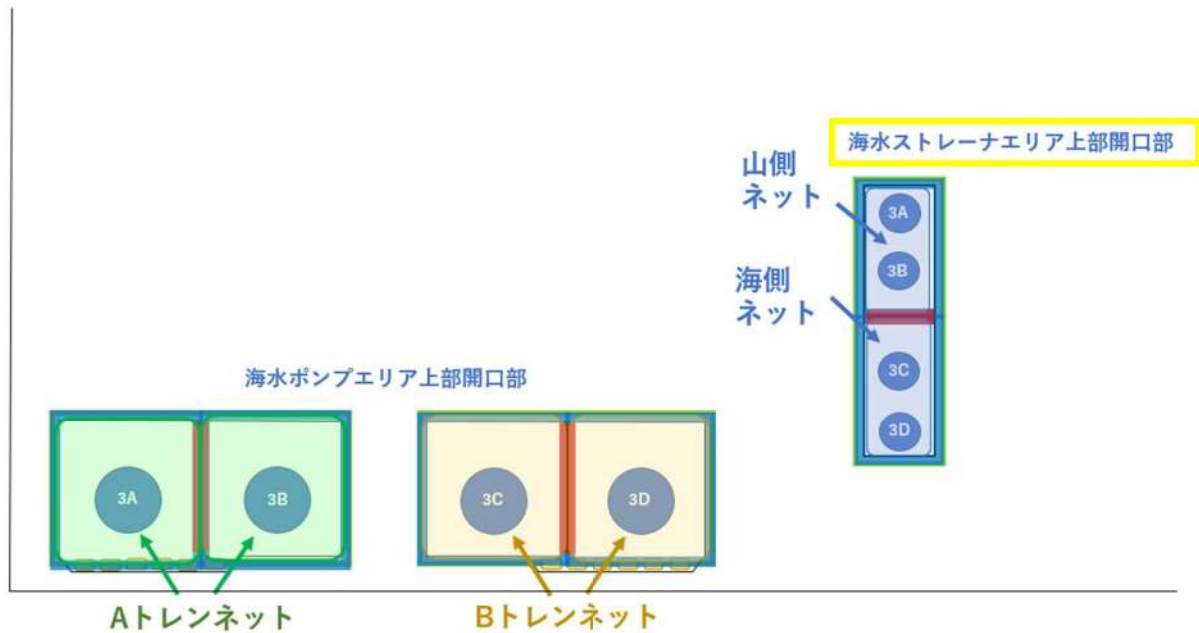 海水ストレーナエリア上部開口部
山側
ネット
3A
3B
海側
ネット
3C
3D
海水ポンプエリア上部開口部
3A
3B
3C
3D
Aトレンネット
Bトレンネット